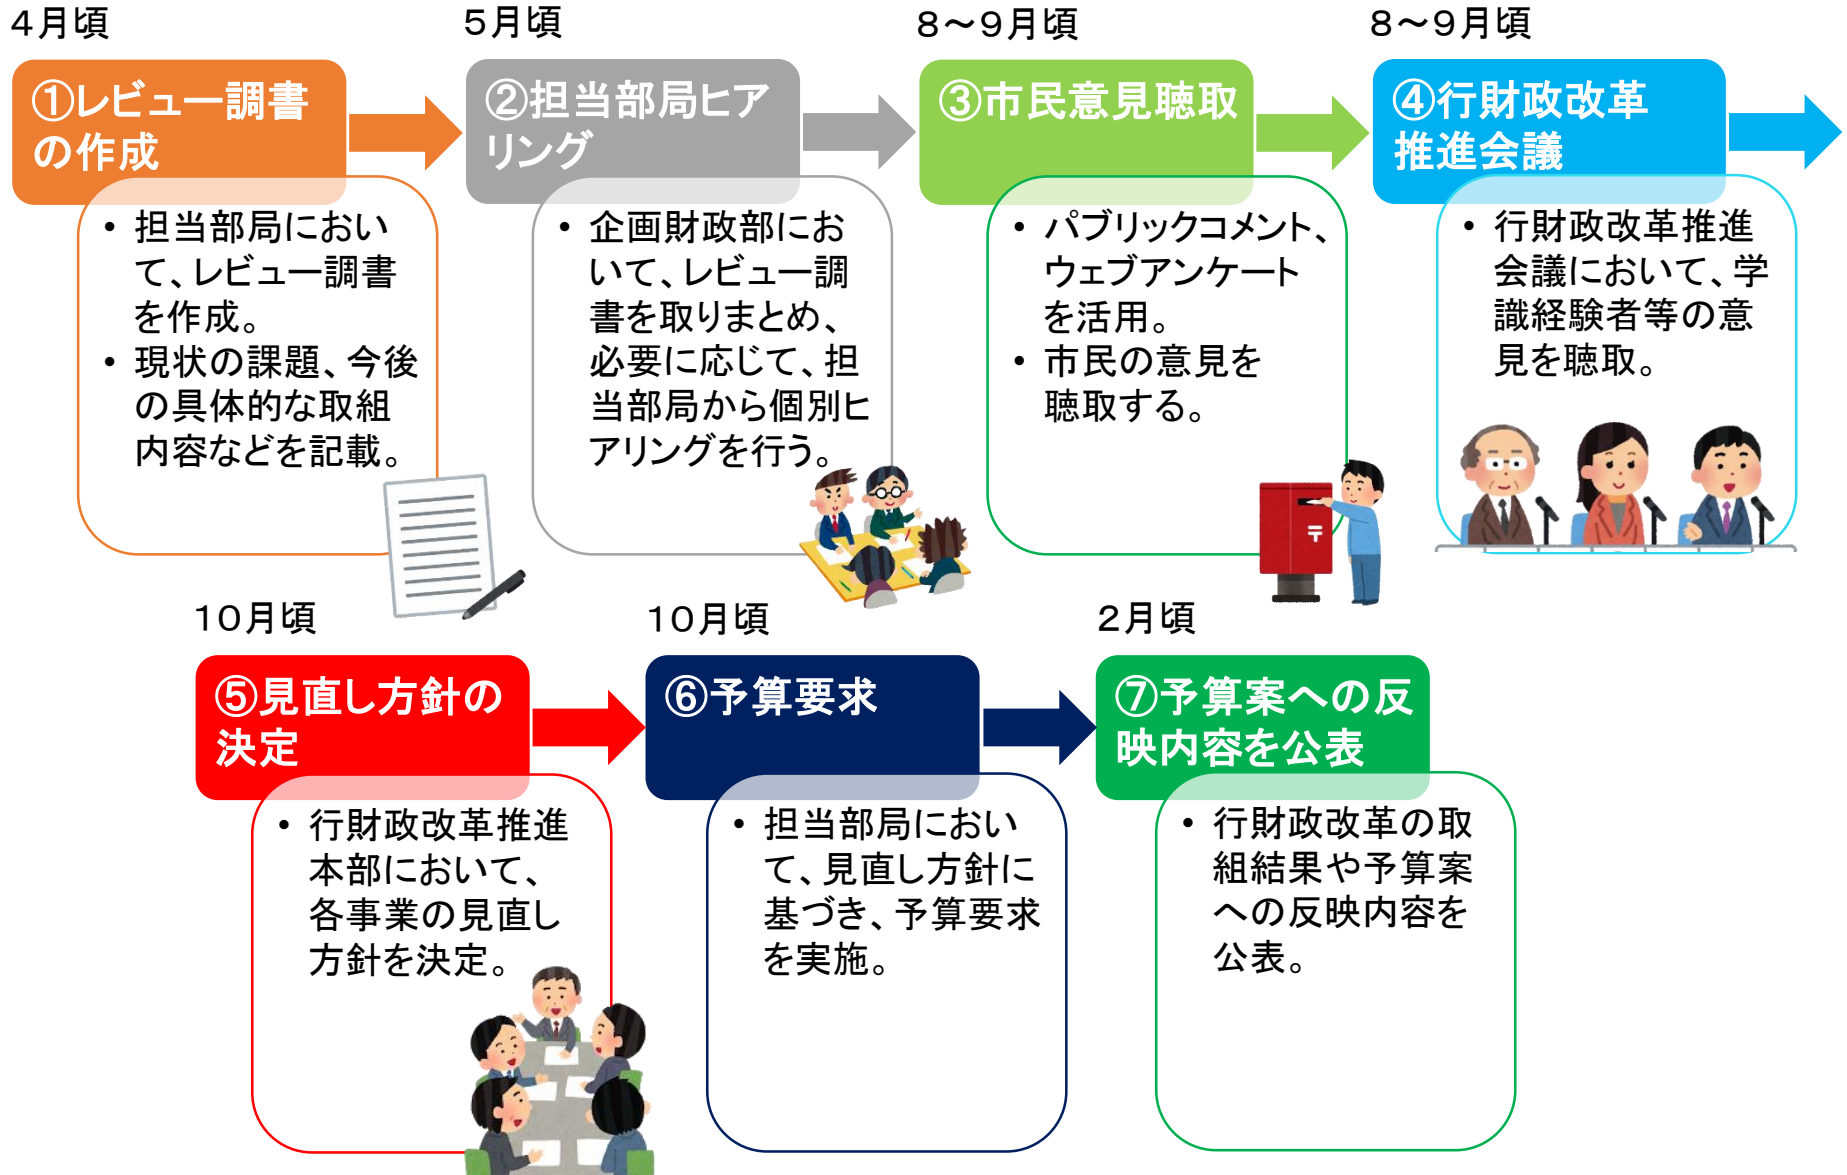 ４月頃
①レビュー調書
の作成
• 担当部局におい
て、レビュー調書
を作成。
• 現状の課題、今後
の具体的な取組
内容などを記載。
５月頃
②担当部局ヒア
リング
• 企画財政部にお
いて、レビュー調
書を取りまとめ、
必要に応じて、担
当部局から個別ヒ
アリングを行う。
８～９月頃
③市民意見聴取
• パブリックコメント、
ウェブアンケート
を活用。
• 市民の意見を
聴取する。
〒
８～９月頃
④行財政改革
推進会議
• 行財政改革推進
会議において、学
識経験者等の意
見を聴取。
１０月頃
⑤見直し方針の
決定
• 行財政改革推進
本部において、
各事業の見直し
方針を決定。
１０月頃
⑥予算要求
• 担当部局におい
て、見直し方針に
基づき、予算要求
を実施。
２月頃
⑦予算案への反
映内容を公表
• 行財政改革の取
組結果や予算案
への反映内容を
公表。